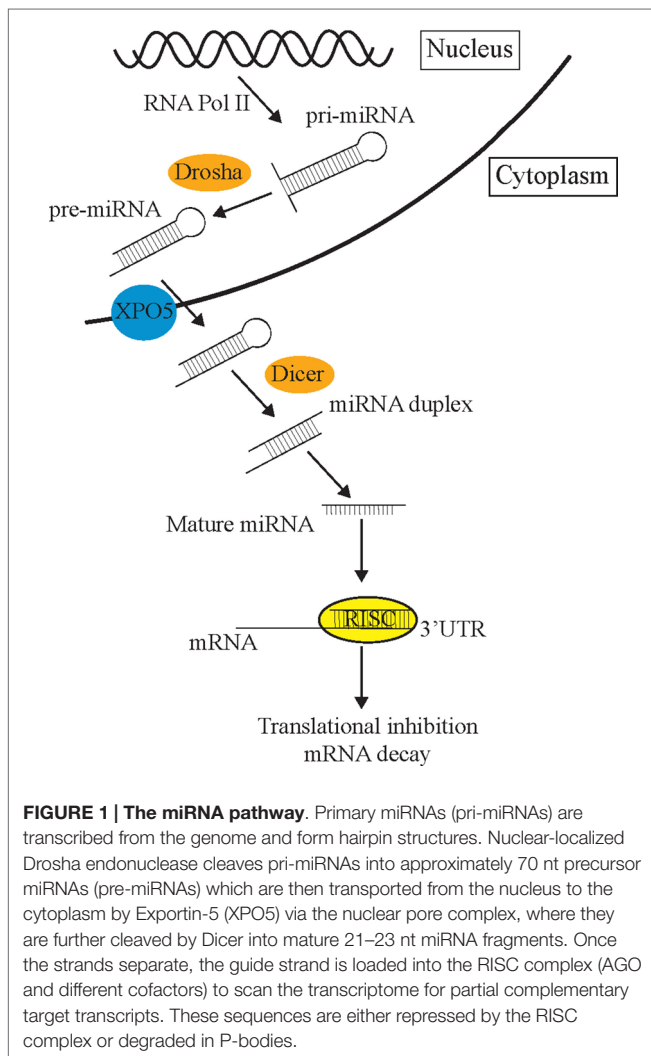 Nucleus
RNA Pol II
pri-miRNA
Drosha
Cytoplasm
pre-miRNA
XPO5
Dicer
miRNA duplex
Mature miRNA
RISC
3’UTR
mRNA
Translational inhibition
mRNA decay
FIGURE 1 | The miRNA pathway. Primary miRNAs (pri-miRNAs) are
transcribed from the genome and form hairpin structures. Nuclear-localized
Drosha endonuclease cleaves pri-miRNAs into approximately 70 nt precursor
miRNAs (pre-miRNAs) which are then transported from the nucleus to the
cytoplasm by Exportin-5 (XPO5) via the nuclear pore complex, where they
are further cleaved by Dicer into mature 21–23 nt miRNA fragments. Once
the strands separate, the guide strand is loaded into the RISC complex (AGO
and different cofactors) to scan the transcriptome for partial complementary
target transcripts. These sequences are either repressed by the RISC
complex or degraded in P-bodies.